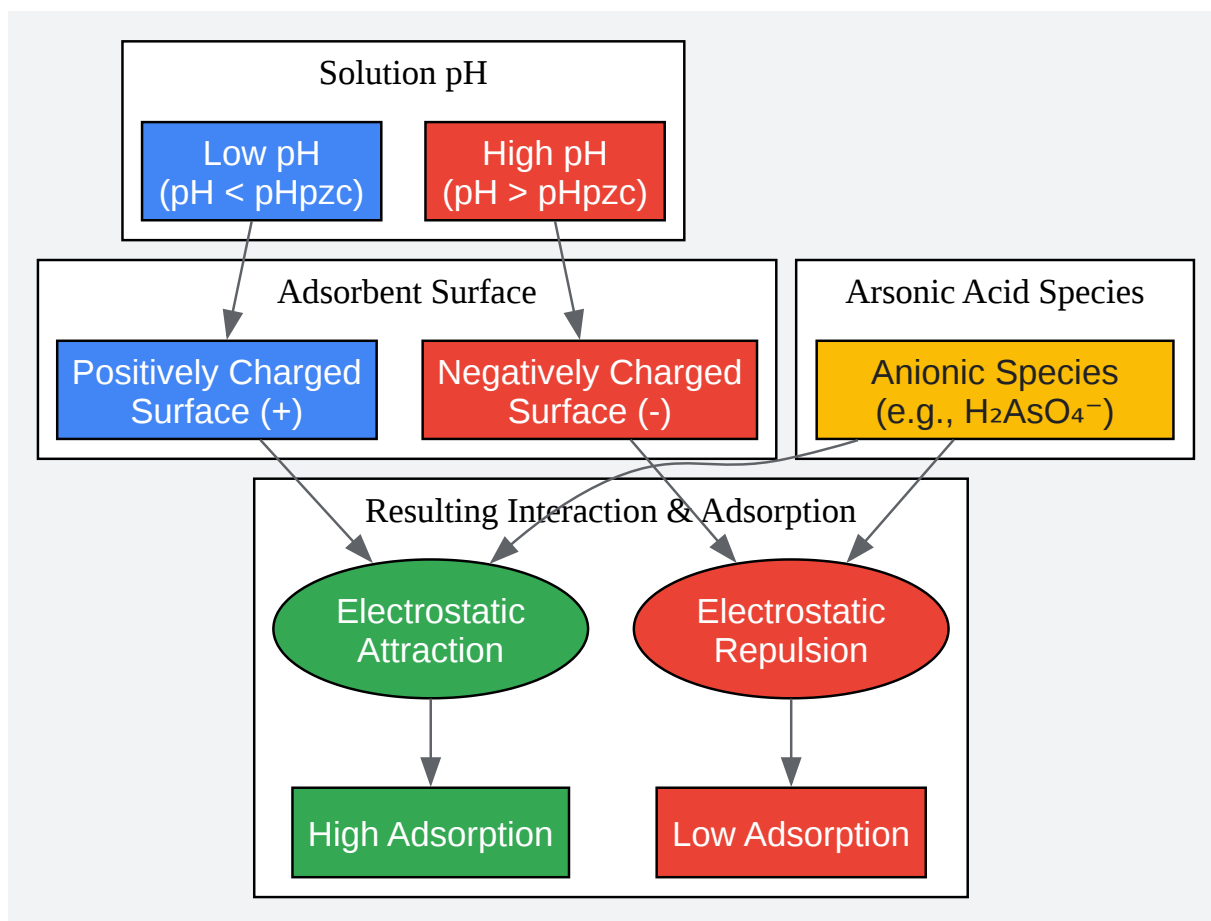 Solution pH
Low pH
(pH < pHpzc)
High pH
(pH > pHpzc)
Adsorbent Surface
Positively Charged
Surface (+)
Negatively Charged
Surface (-)
Arsonic Acid Species
Anionic Species
(e.g., H₂AsO₄⁻)
Resulting Interaction & Adsorption
Electrostatic
Attraction
Electrostatic
Repulsion
High Adsorption
Low Adsorption